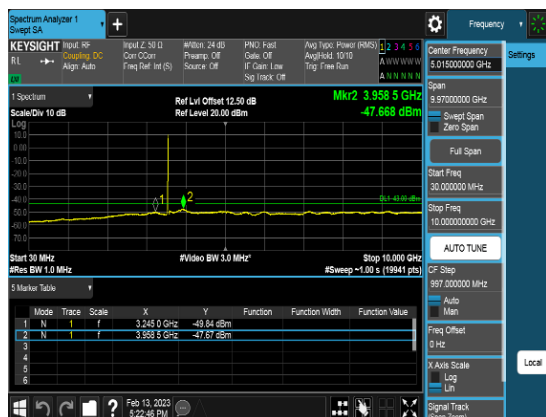 Spectrum Analyzer 1
Swept SA
Frequency
KEYSIGHT
Input: RF
Coupling: DC
Align: Auto
Input Z: 50 Ω
Corr CCorr
Freq Ref: Int (S)
#Atten: 24 dB
Preamp: Off
Source: Off
PNO: Fast
Gate: Off
IF Gain: Low
Sig Track: Off
Avg Type: Power (RMS)
Avg|Hold: 10/10
Trig: Free Run
1 2 3 4 5 6
A W W W W W
A N N N N N
RL
LV
1 Spectrum
Scale/Div 10 dB
Ref Lvl Offset 12.50 dB
Ref Level 20.00 dBm
Mkr2 3.958 5 GHz
-47.668 dBm
Log
10.0
0.00
-10.0
-20.0
-30.0
-40.0
-50.0
-60.0
-70.0
1
2
DL1 -43.00 dBm
Start 30 MHz
#Res BW 1.0 MHz
#Video BW 3.0 MHz*
Stop 10.000 GHz
#Sweep ~1.00 s (19941 pts)
5 Marker Table
Mode Trace Scale X Y Function Function Width Function Value
1 N 1 f 3.245 0 GHz -49.84 dBm
2 N 1 f 3.958 5 GHz -47.67 dBm
3
4
5
6
Feb 13, 2023
5:22:46 PM
Center Frequency
5.015000000 GHz
Settings
Span
9.97000000 GHz
Swept Span
Zero Span
Full Span
Start Freq
30.000000 MHz
Stop Freq
10.000000000 GHz
AUTO TUNE
CF Step
997.000000 MHz
Auto
Man
Freq Offset
0 Hz
X Axis Scale
Log
Lin
Local
Signal Track